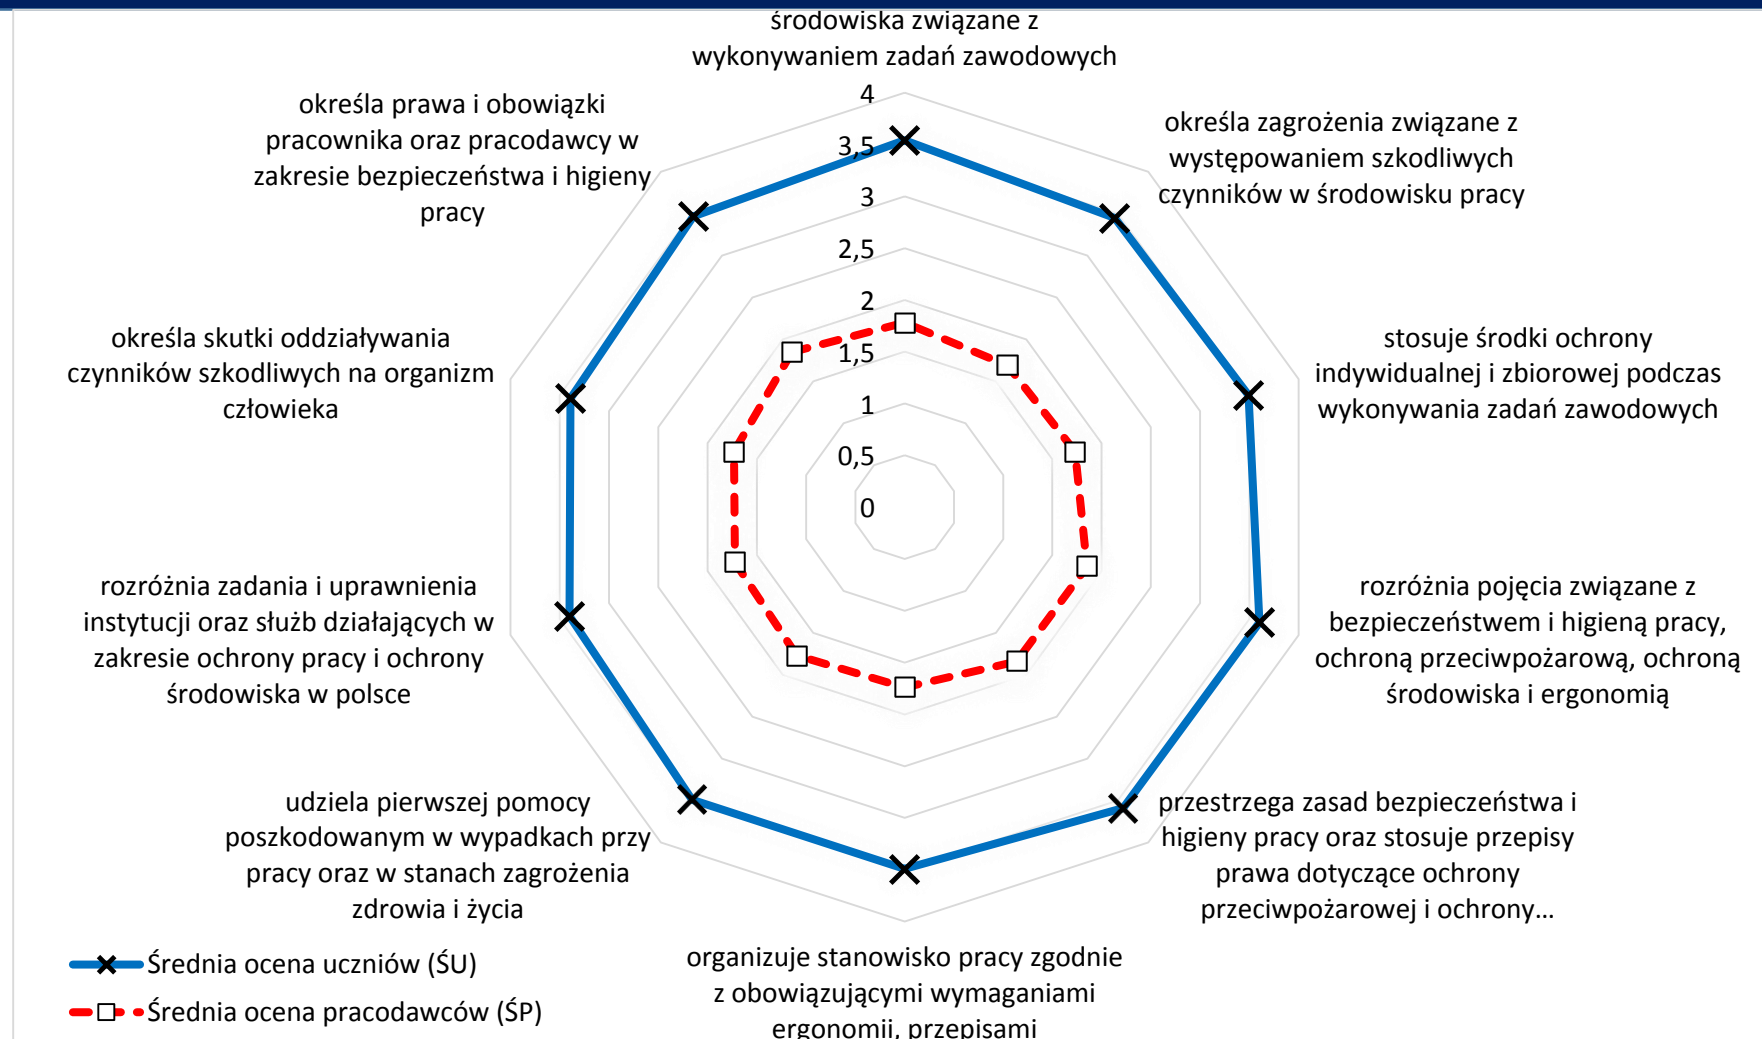 środowiska związane z
wykonywaniem zadań zawodowych
określa zagrożenia związane z
występowaniem szkodliwych
czynników w środowisku pracy
stosuje środki ochrony
indywidualnej i zbiorowej podczas
wykonywania zadań zawodowych
rozróżnia pojęcia związane z
bezpieczeństwem i higieną pracy,
ochroną przeciwpożarową, ochroną
środowiska i ergonomią
przestrzega zasad bezpieczeństwa i
higieny pracy oraz stosuje przepisy
prawa dotyczące ochrony
przeciwpożarowej i ochrony...
organizuje stanowisko pracy zgodnie
z obowiązującymi wymaganiami
ergonomii, przepisami
udziela pierwszej pomocy
poszkodowanym w wypadkach przy
pracy oraz w stanach zagrożenia
zdrowia i życia
rozróżnia zadania i uprawnienia
instytucji oraz służb działających w
zakresie ochrony pracy i ochrony
środowiska w polsce
określa skutki oddziaływania
czynników szkodliwych na organizm
człowieka
określa prawa i obowiązki
pracownika oraz pracodawcy w
zakresie bezpieczeństwa i higieny
pracy
4
3,5
3
2,5
2
1,5
1
0,5
0
Średnia ocena uczniów (ŚU)
Średnia ocena pracodawców (ŚP)